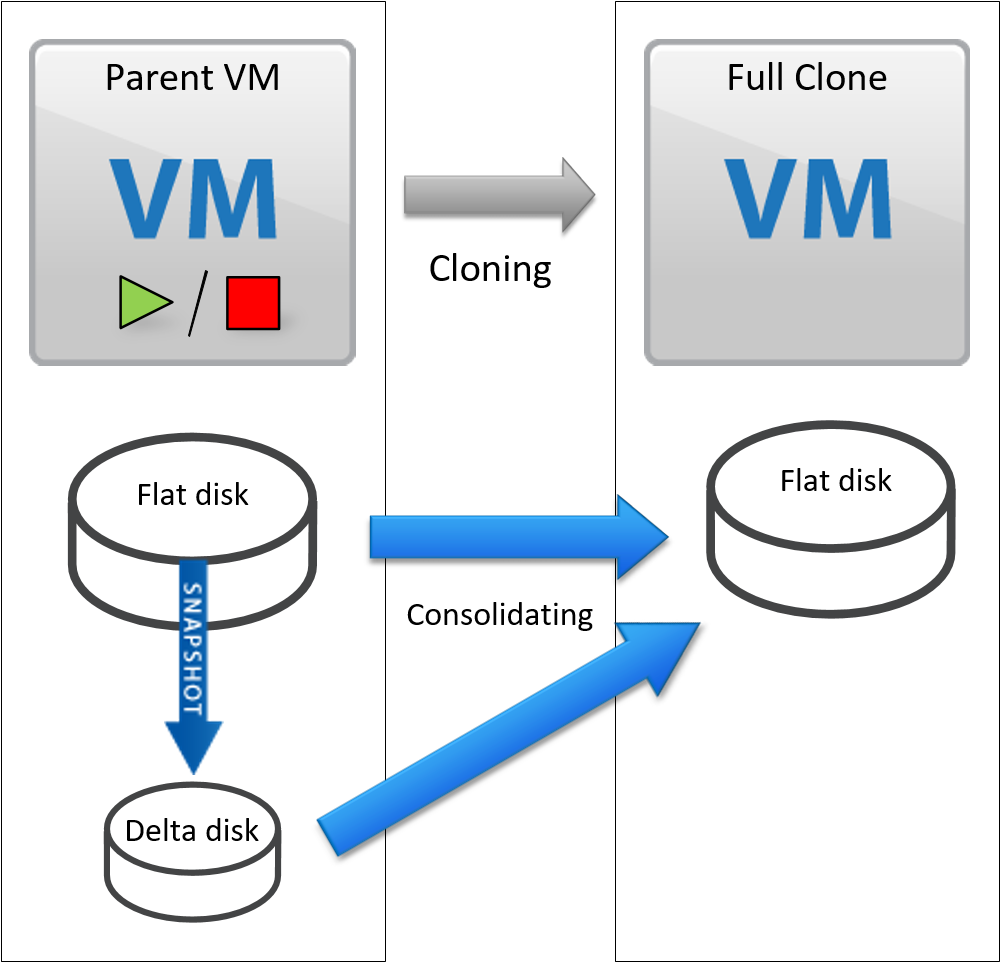 Parent VM
VM
/
Cloning
Full Clone
VM
Flat disk
SNAPSHOT
Delta disk
Consolidating
Flat disk